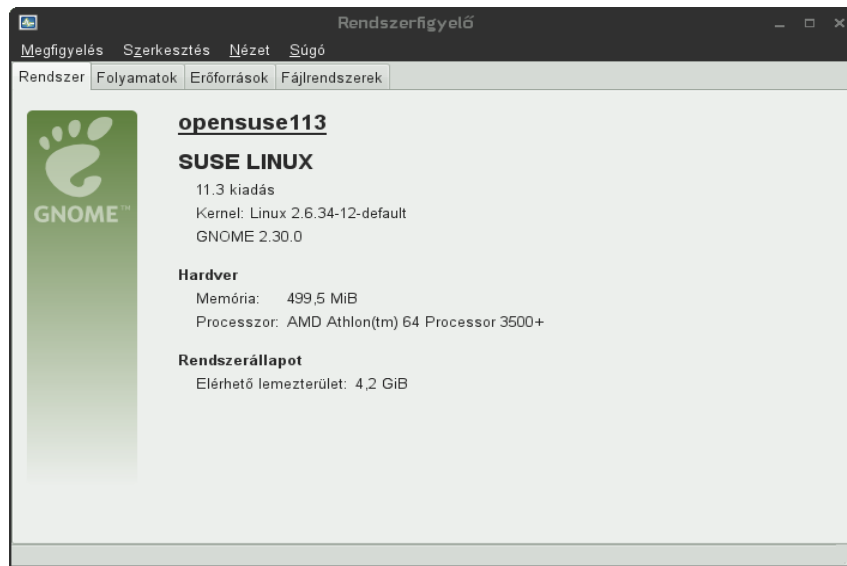 Rendszerfigyelő
Megfigyelés Szerkesztés Nézet Súgó
Rendszer Folyamatok Erőforrások Fájlrendszerek
GNOME™
opensuse113
SUSE LINUX
11.3 kiadás
Kernel: Linux 2.6.34-12-default
GNOME 2.30.0
Hardver
Memória: 499,5 MiB
Processzor: AMD Athlon(tm) 64 Processor 3500+
Rendszerállapot
Elérhető lemezterület: 4,2 GiB